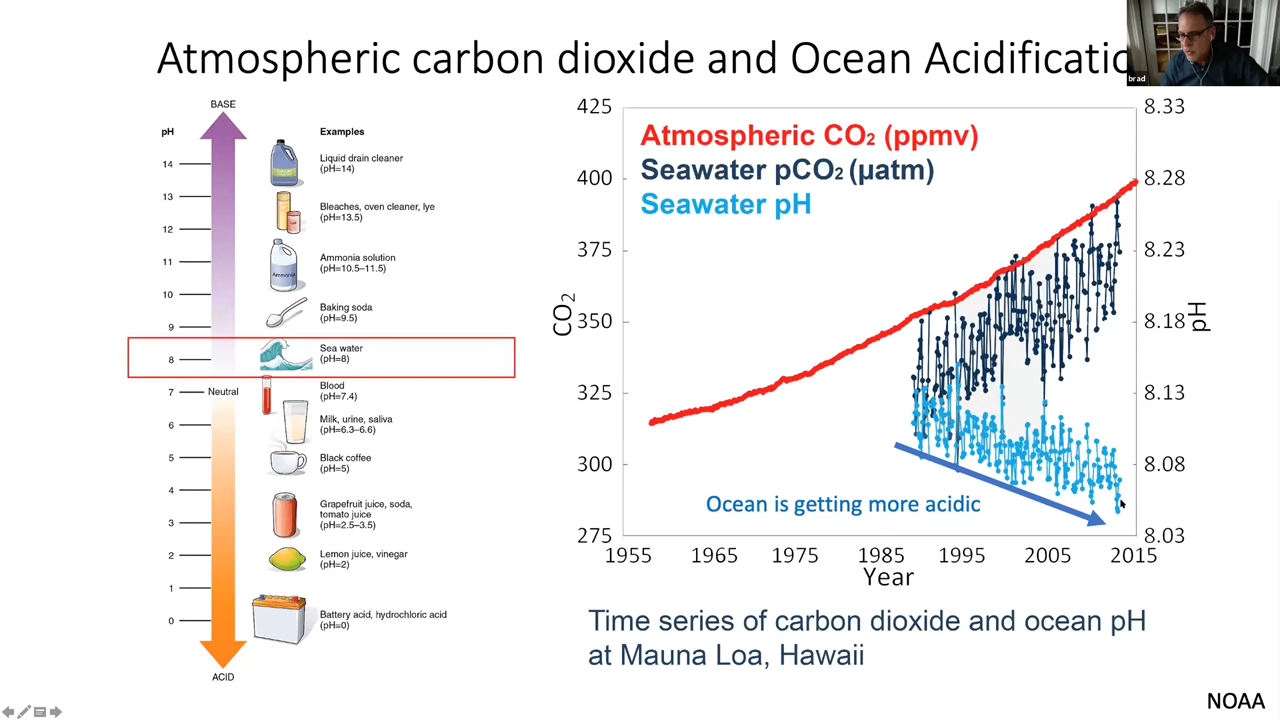 Atmospheric carbon dioxide and Ocean Acidificatio
brad
BASE
pH
Examples
14
Liquid drain cleaner
(pH=14)
13
Bleaches, oven cleaner, lye
(pH=13.5)
12
11
Ammonia
Ammonia solution
(pH=10.5–11.5)
10
Baking soda
(pH=9.5)
9
8
Sea water
(pH=8)
7
Neutral
Blood
(pH=7.4)
6
Milk, urine, saliva
(pH=6.3–6.6)
5
Black coffee
(pH=5)
4
3
Grapefruit juice, soda,
tomato juice
(pH=2.5–3.5)
2
Lemon juice, vinegar
(pH=2)
1
0
Battery acid, hydrochloric acid
(pH=0)
ACID
Atmospheric CO₂ (ppmv)
Seawater pCO₂ (µatm)
Seawater pH
425
400
375
350
325
300
275
CO₂
8.33
8.28
8.23
8.18
8.13
8.08
8.03
pH
Ocean is getting more acidic
1955 1965 1975 1985 1995 2005 2015
Year
Time series of carbon dioxide and ocean pH
at Mauna Loa, Hawaii
NOAA